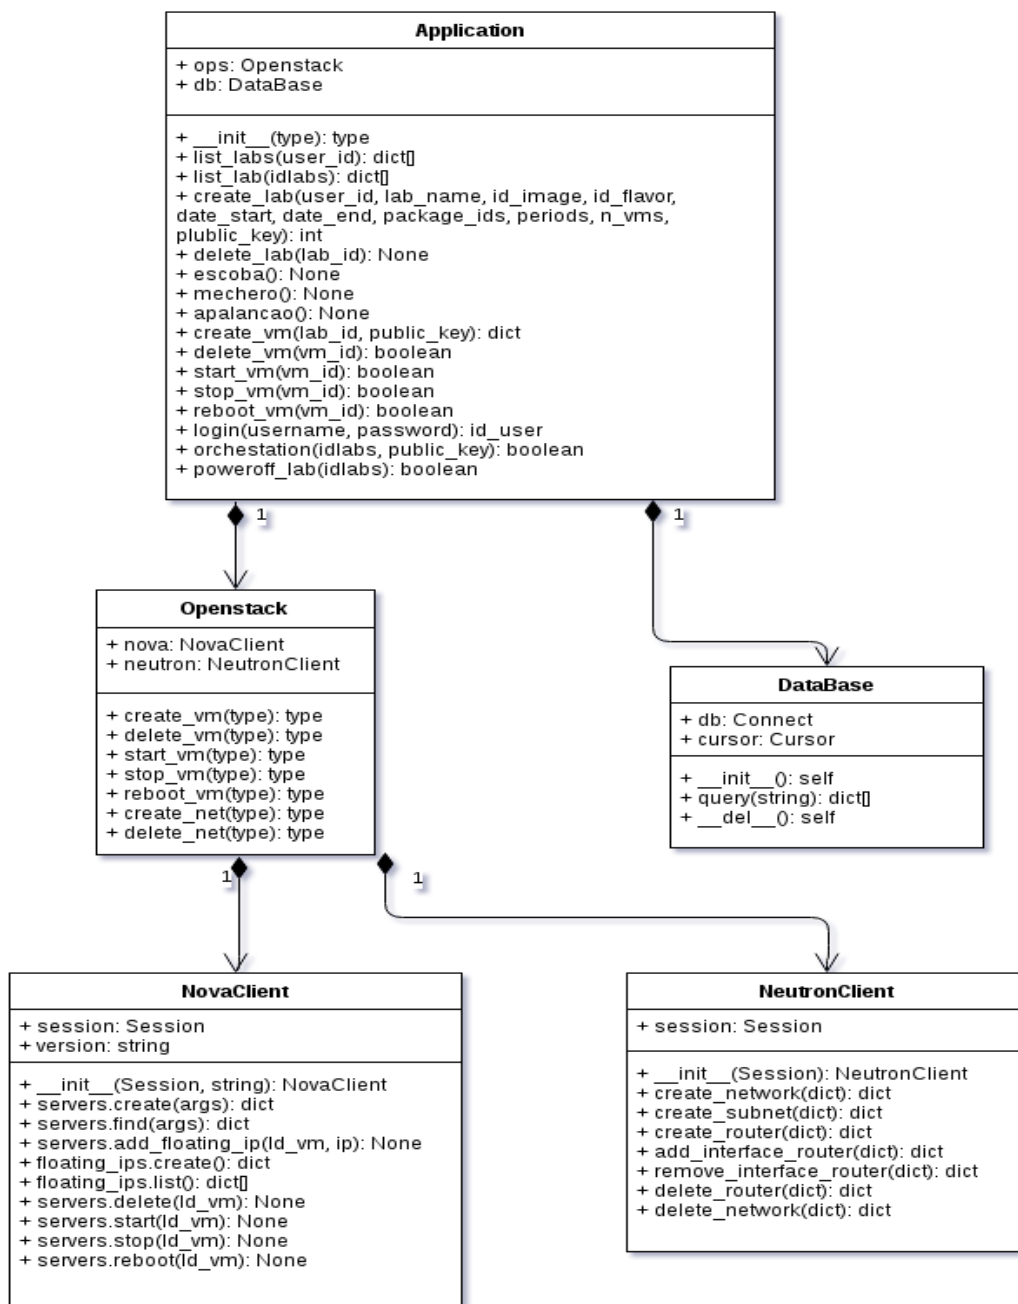 Application
+ ops: Openstack
+ db: DataBase
+ __init__(type): type
+ list_labs(user_id): dict[]
+ list_lab(idlabs): dict[]
+ create_lab(user_id, lab_name, id_image, id_flavor,
date_start, date_end, package_ids, periods, n_vms,
plublic_key): int
+ delete_lab(lab_id): None
+ escoba(): None
+ mechero(): None
+ apalancao(): None
+ create_vm(lab_id, public_key): dict
+ delete_vm(vm_id): boolean
+ start_vm(vm_id): boolean
+ stop_vm(vm_id): boolean
+ reboot_vm(vm_id): boolean
+ login(username, password): id_user
+ orchestation(idlabs, public_key): boolean
+ poweroff_lab(idlabs): boolean
1
1
Openstack
+ nova: NovaClient
+ neutron: NeutronClient
+ create_vm(type): type
+ delete_vm(type): type
+ start_vm(type): type
+ stop_vm(type): type
+ reboot_vm(type): type
+ create_net(type): type
+ delete_net(type): type
DataBase
+ db: Connect
+ cursor: Cursor
+ __init__(): self
+ query(string): dict[]
+ __del__(): self
1
1
NovaClient
+ session: Session
+ version: string
+ __init__(Session, string): NovaClient
+ servers.create(args): dict
+ servers.find(args): dict
+ servers.add_floating_ip(Id_vm, ip): None
+ floating_ips.create(): dict
+ floating_ips.list(): dict[]
+ servers.delete(Id_vm): None
+ servers.start(Id_vm): None
+ servers.stop(Id_vm): None
+ servers.reboot(Id_vm): None
NeutronClient
+ session: Session
+ __init__(Session): NeutronClient
+ create_network(dict): dict
+ create_subnet(dict): dict
+ create_router(dict): dict
+ add_interface_router(dict): dict
+ remove_interface_router(dict): dict
+ delete_router(dict): dict
+ delete_network(dict): dict